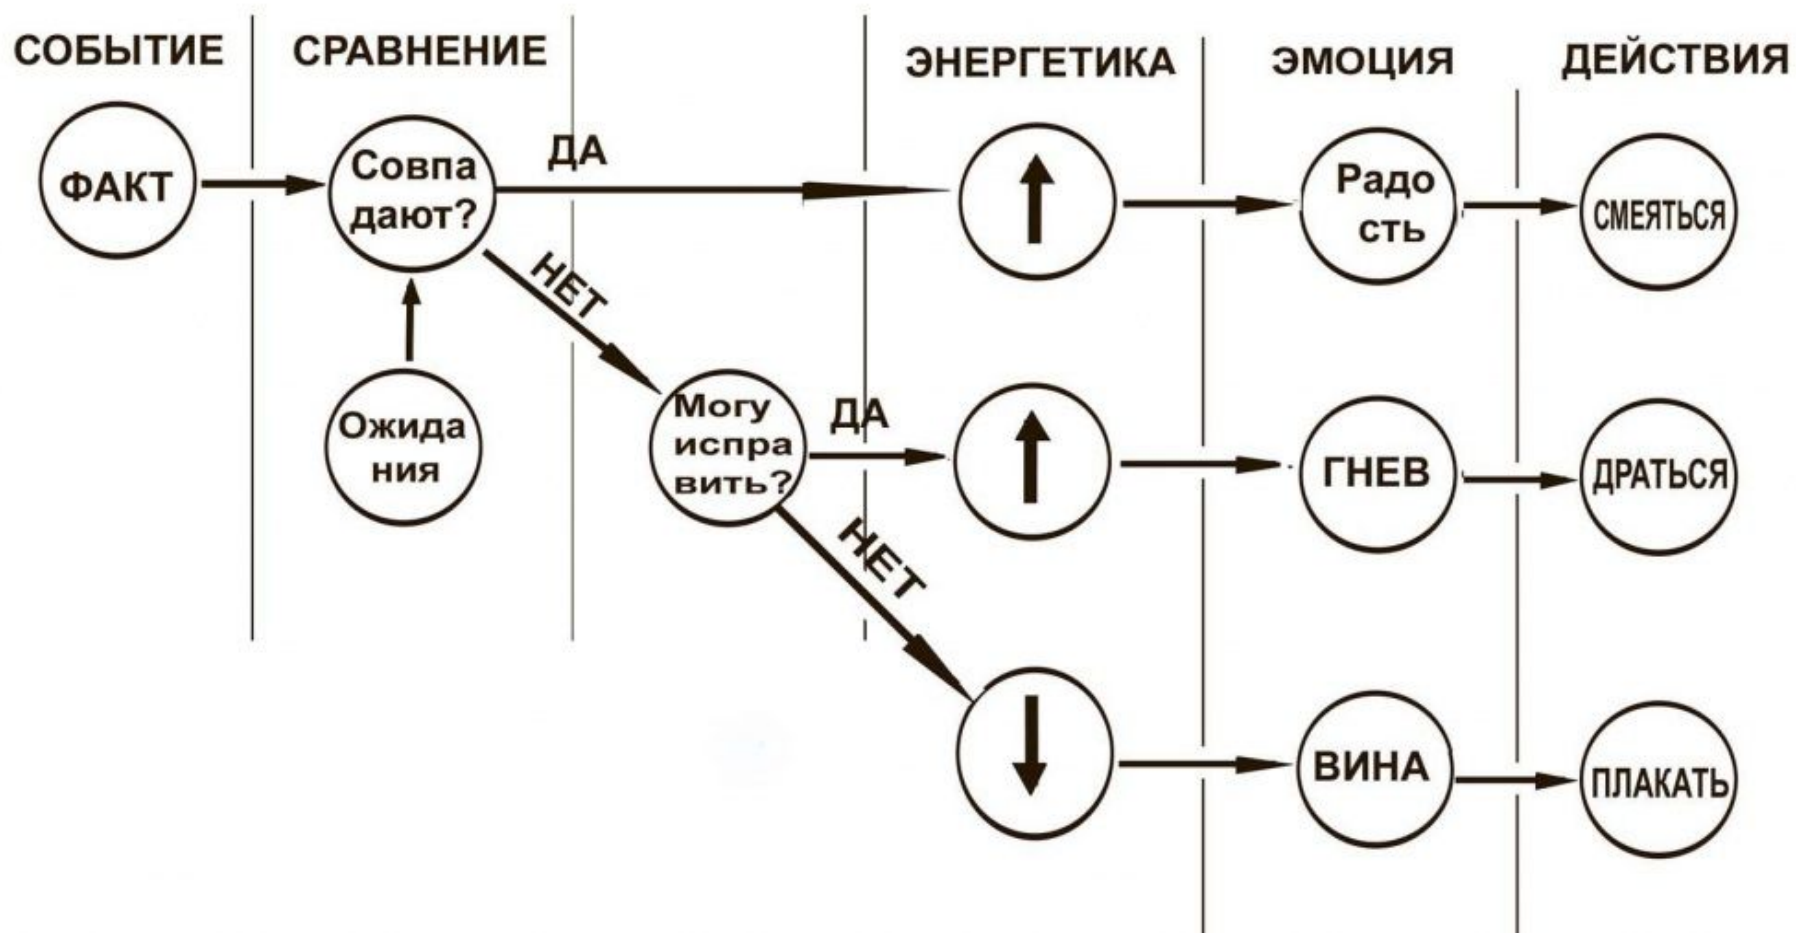 СОБЫТИЕ
СРАВНЕНИЕ
ЭНЕРГЕТИКА
ЭМОЦИЯ
ДЕЙСТВИЯ
ФАКТ
Совпа
дают?
ДА
Радо
сть
СМЕЯТЬСЯ
НЕТ
Ожида
ния
Могу
испра
вить?
ДА
ГНЕВ
ДРАТЬСЯ
НЕТ
ВИНА
ПЛАКАТЬ